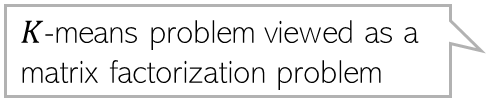 K-means problem viewed as a
matrix factorization problem